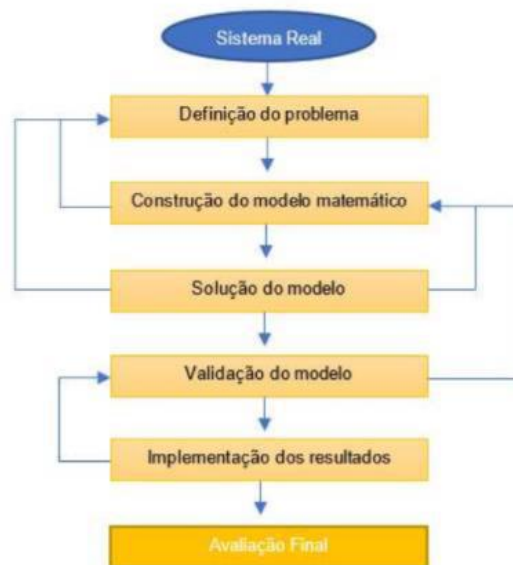 Sistema Real
Definição do problema
Construção do modelo matemático
Solução do modelo
Validação do modelo
Implementação dos resultados
Avaliação Final